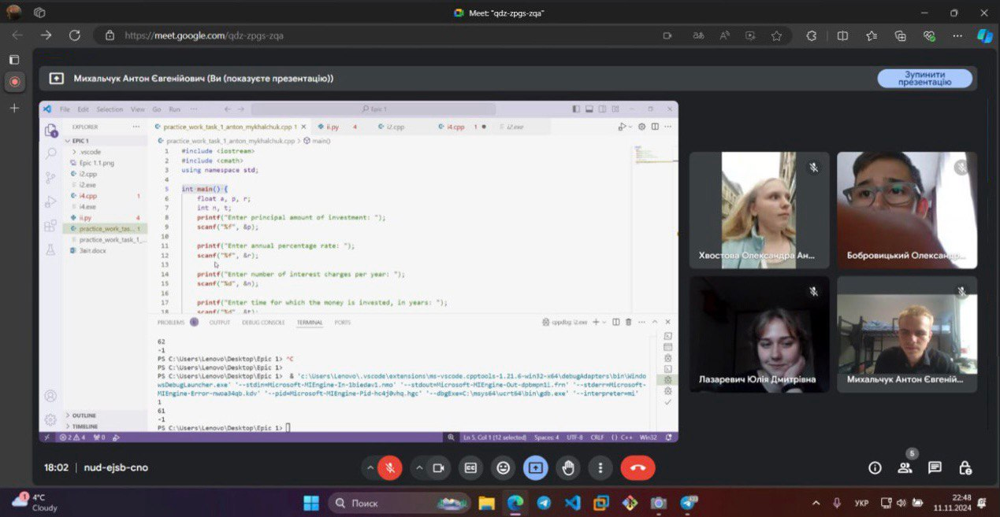 Meet: "qdz-zpgs-zqa"
https://meet.google.com/qdz-zpgs-zqa
Михальчук Антон Євгенійович (Ви (показуєте презентацію))
Зупинити
презентацію
File Edit Selection View Go Run ...
Epic 1
EXPLORER ...
practice_work_task_1_anton_mykhalchuk.cpp 1
ii.py 4
i2.cpp
i4.cpp 1
i2.exe
EPIC 1
practice_work_task_1_anton_mykhalchuk.cpp > main()
.vscode
Epic 1.1.png
i2.cpp
i2.exe
i4.cpp 1
i4.exe
ii.py 4
practice_work_tas... 1
practice_work_task_1_...
Звіт.docx
1 #include <iostream>
2 #include <cmath>
3 using namespace std;
4
5 int main() {
6 float a, p, r;
7 int n, t;
8 printf("Enter principal amount of investment: ");
9 scanf("%f", &p);
10
11 printf("Enter annual percentage rate: ");
12 scanf("%f", &r);
13
14 printf("Enter number of interest charges per year: ");
15 scanf("%d", &n);
16
17 printf("Enter time for which the money is invested, in years: ");
18 scanf("%d", &t);
PROBLEMS OUTPUT DEBUG CONSOLE TERMINAL PORTS
cppdbg: i2.exe
62
-1
PS C:\Users\Lenovo\Desktop\Epic 1> ^C
PS C:\Users\Lenovo\Desktop\Epic 1>
PS C:\Users\Lenovo\Desktop\Epic 1> & 'c:\Users\Lenovo\.vscode\extensions\ms-vscode.cpptools-1.21.6-win32-x64\debugAdapters\bin\Windo
wsDebugLauncher.exe' '--stdin=Microsoft-MIEngine-In-1biedav1.nmo' '--stdout=Microsoft-MIEngine-Out-dpbmpn1i.frn' '--stderr=Microsoft-
MIEngine-Error-nwoa34qb.kdv' '--pid=Microsoft-MIEngine-Pid-hc4j0vhq.hgc' '--dbgExe=C:\msys64\ucrt64\bin\gdb.exe' '--interpreter=mi'
1
61
-1
PS C:\Users\Lenovo\Desktop\Epic 1>
OUTLINE
TIMELINE
2 4 0
Ln 5, Col 1 (12 selected) Spaces: 4 UTF-8 CRLF {} C++ Win32
Хвостова Олександра Ан...
Бобровицький Олександр...
Лазаревич Юлія Дмитрівна
Михальчук Антон Євгеній...
18:02 | nud-ejsb-cno
5
1
4°C
Cloudy
Поиск
УКР
22:48
11.11.2024